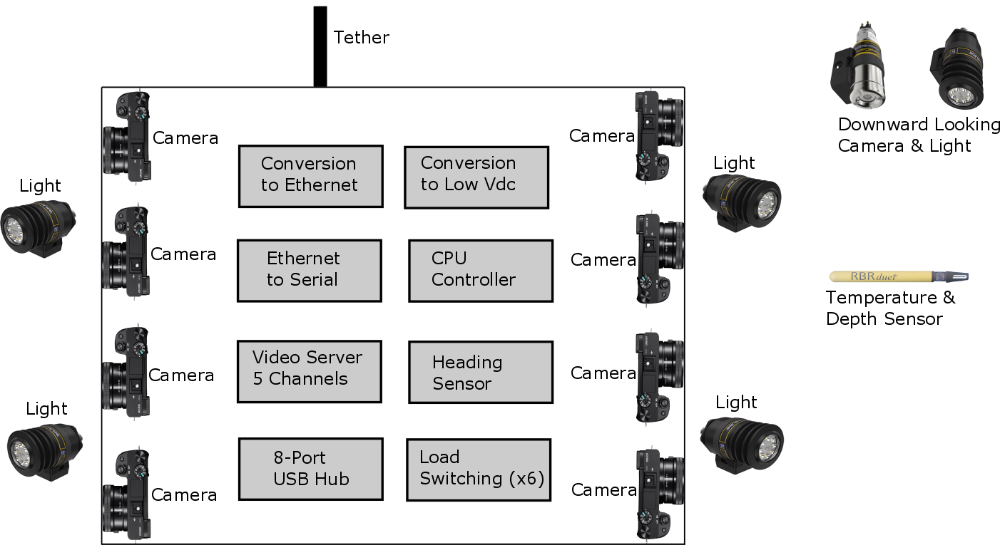 Tether
Camera
Camera
Downward Looking
Camera & Light
Conversion
to Ethernet
Conversion
to Low Vdc
Light
Light
Camera
Ethernet
to Serial
CPU
Controller
Camera
RBRduet
Temperature &
Depth Sensor
Camera
Video Server
5 Channels
Heading
Sensor
Camera
Light
Light
Camera
8-Port
USB Hub
Load
Switching (x6)
Camera